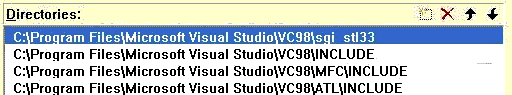 Directories:
C:\Program Files\Microsoft Visual Studio\VC98\sgi_stl33
C:\Program Files\Microsoft Visual Studio\VC98\INCLUDE
C:\Program Files\Microsoft Visual Studio\VC98\MFC\INCLUDE
C:\Program Files\Microsoft Visual Studio\VC98\ATL\INCLUDE